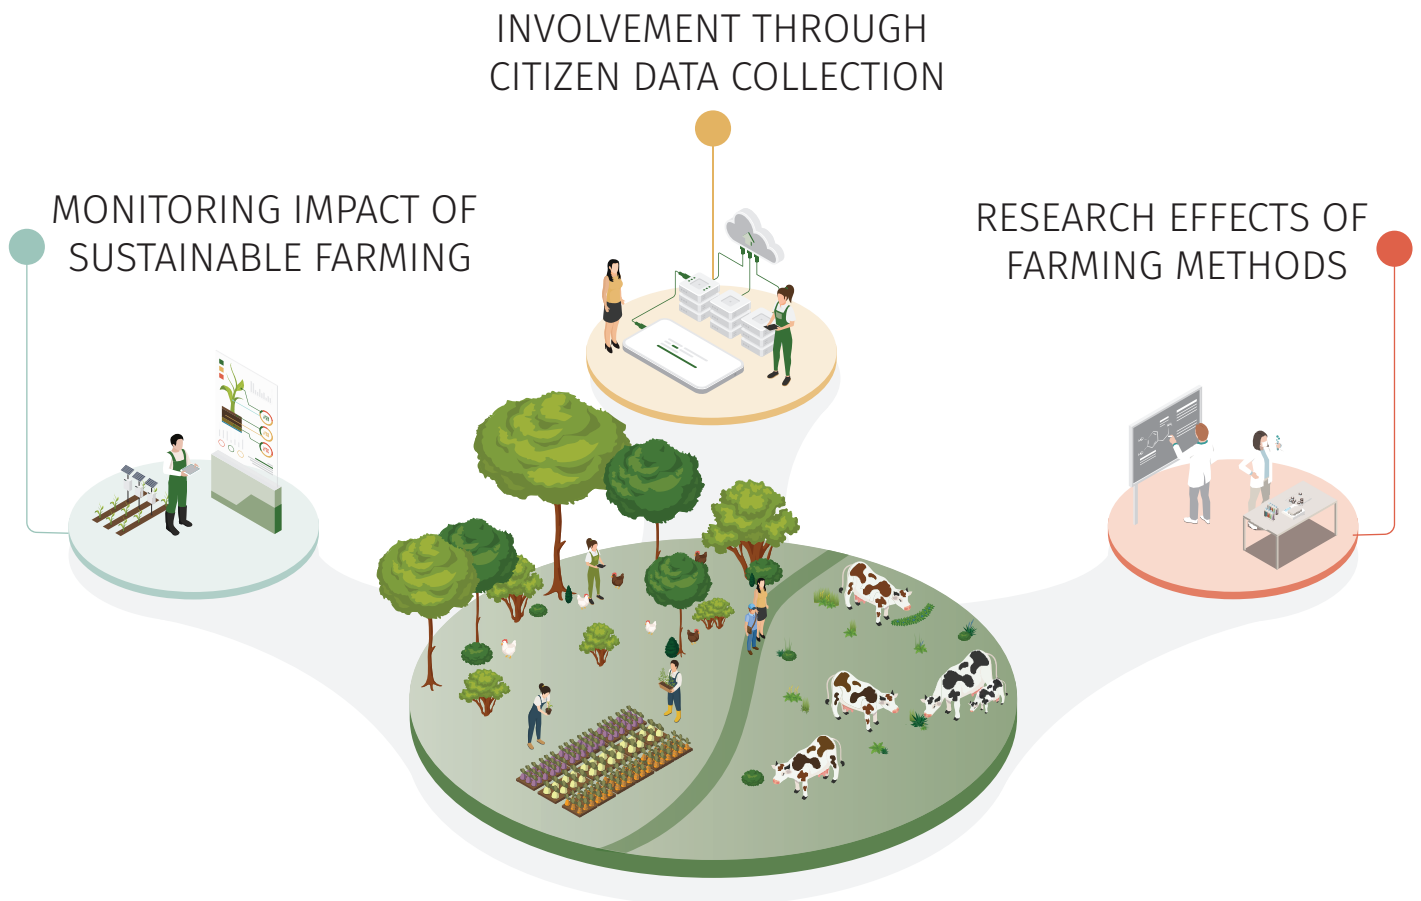 INVOLVEMENT THROUGH
CITIZEN DATA COLLECTION
MONITORING IMPACT OF
SUSTAINABLE FARMING
RESEARCH EFFECTS OF
FARMING METHODS